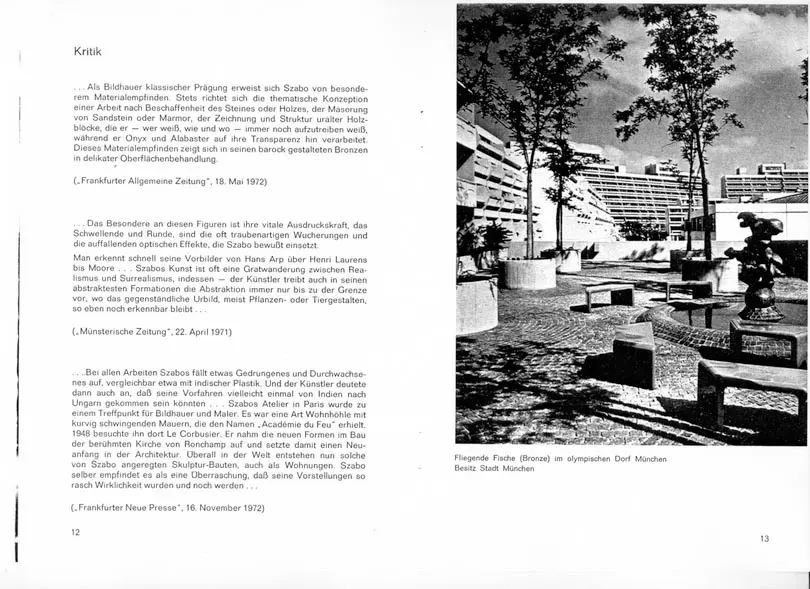 Kritik
. . . Als Bildhauer klassischer Prägung erweist sich Szabo von besonde-
rem Materialempfinden. Stets richtet sich die thematische Konzeption
einer Arbeit nach Beschaffenheit des Steines oder Holzes, der Maserung
von Sandstein oder Marmor, der Zeichnung und Struktur uralter Holz-
blöcke, die er — wer weiß, wie und wo — immer noch aufzutreiben weiß,
während er Onyx und Alabaster auf ihre Transparenz hin verarbeitet.
Dieses Materialempfinden zeigt sich in seinen barock gestalteten Bronzen
in delikater Oberflächenbehandlung.
(„Frankfurter Allgemeine Zeitung", 18. Mai 1972)
. . . Das Besondere an diesen Figuren ist ihre vitale Ausdruckskraft, das
Schwellende und Runde, sind die oft traubenartigen Wucherungen und
die auffallenden optischen Effekte, die Szabo bewußt einsetzt.
Man erkennt schnell seine Vorbilder von Hans Arp über Henri Laurens
bis Moore . . . Szabos Kunst ist oft eine Gratwanderung zwischen Rea-
lismus und Surrealismus, indessen — der Künstler treibt auch in seinen
abstraktesten Formationen die Abstraktion immer nur bis zu der Grenze
vor, wo das gegenständliche Urbild, meist Pflanzen- oder Tiergestalten,
so eben noch erkennbar bleibt . . .
(„Münsterische Zeitung", 22. April 1971)
. . .Bei allen Arbeiten Szabos fällt etwas Gedrungenes und Durchwachse-
nes auf, vergleichbar etwa mit indischer Plastik. Und der Künstler deutete
dann auch an, daß seine Vorfahren vielleicht einmal von Indien nach
Ungarn gekommen sein könnten . . . Szabos Atelier in Paris wurde zu
einem Treffpunkt für Bildhauer und Maler. Es war eine Art Wohnhöhle mit
kurvig schwingenden Mauern, die den Namen „Académie du Feu" erhielt.
1948 besuchte ihn dort Le Corbusier. Er nahm die neuen Formen im Bau
der berühmten Kirche von Ronchamp auf und setzte damit einen Neu-
anfang in der Architektur. Überall in der Welt entstehen nun solche
von Szabo angeregten Skulptur-Bauten, auch als Wohnungen. Szabo
selber empfindet es als eine Überraschung, daß seine Vorstellungen so
rasch Wirklichkeit wurden und noch werden . . .
(„Frankfurter Neue Presse", 16. November 1972)
12
Fliegende Fische (Bronze) im olympischen Dorf München
Besitz Stadt München
13